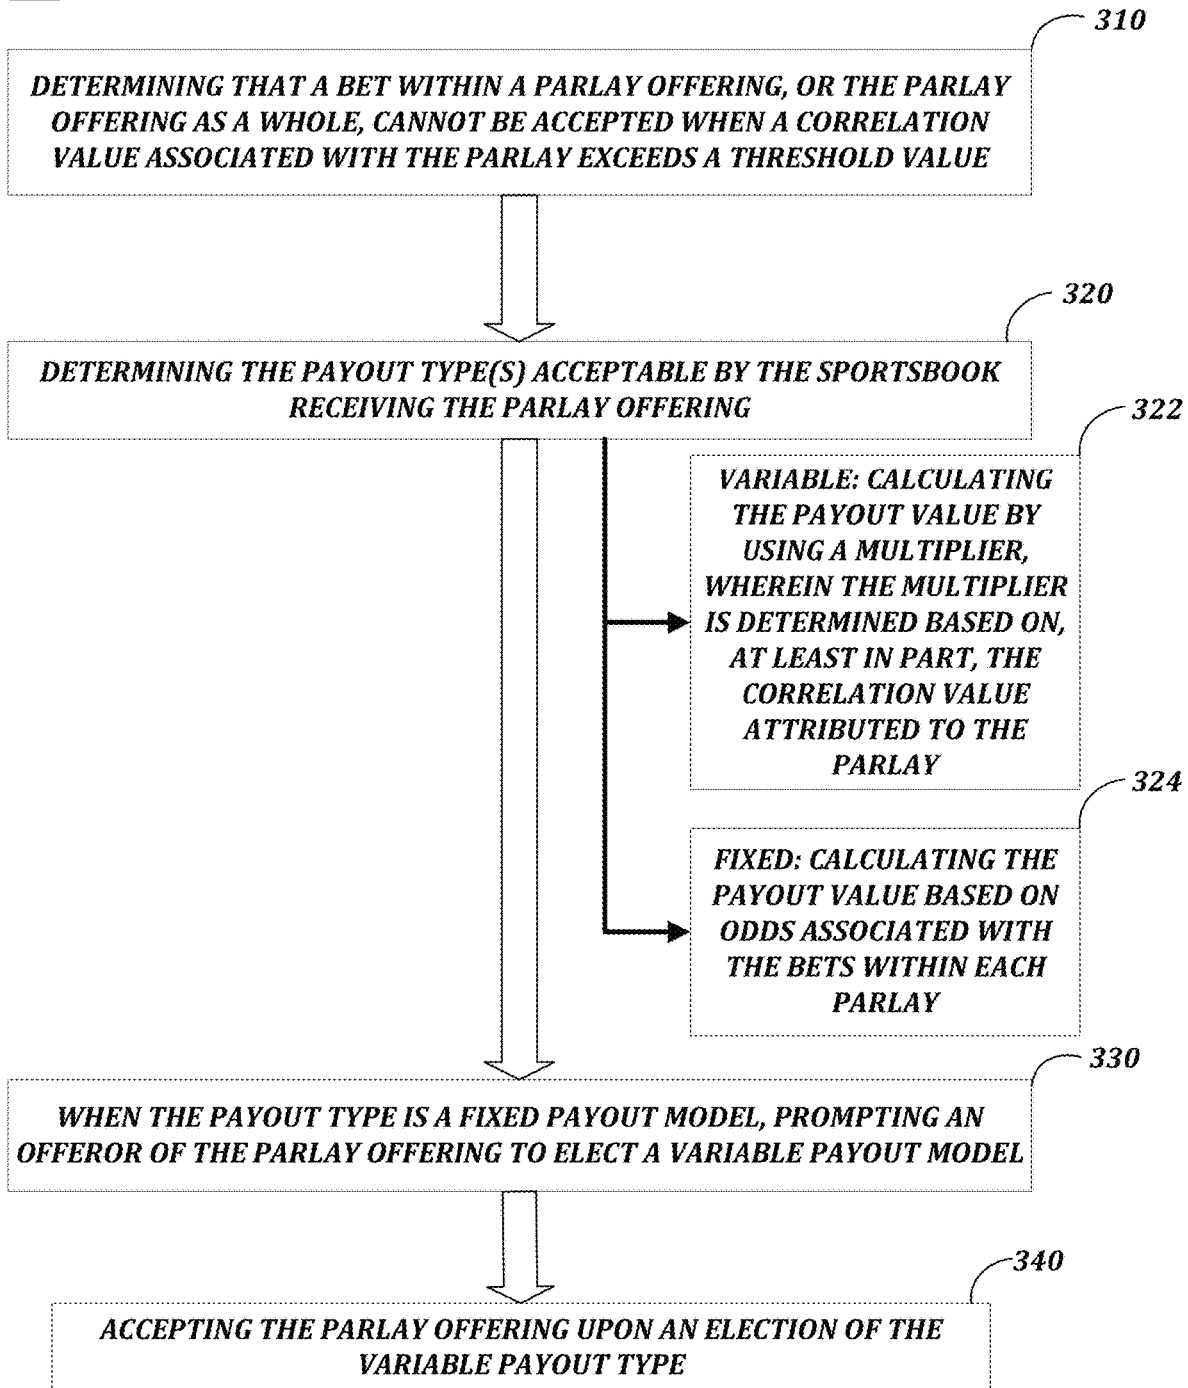 310
DETERMINING THAT A BET WITHIN A PARLAY OFFERING, OR THE PARLAY
OFFERING AS A WHOLE, CANNOT BE ACCEPTED WHEN A CORRELATION
VALUE ASSOCIATED WITH THE PARLAY EXCEEDS A THRESHOLD VALUE
320
DETERMINING THE PAYOUT TYPE(S) ACCEPTABLE BY THE SPORTSBOOK
RECEIVING THE PARLAY OFFERING
322
VARIABLE: CALCULATING
THE PAYOUT VALUE BY
USING A MULTIPLIER,
WHEREIN THE MULTIPLIER
IS DETERMINED BASED ON,
AT LEAST IN PART, THE
CORRELATION VALUE
ATTRIBUTED TO THE
PARLAY
324
FIXED: CALCULATING THE
PAYOUT VALUE BASED ON
ODDS ASSOCIATED WITH
THE BETS WITHIN EACH
PARLAY
330
WHEN THE PAYOUT TYPE IS A FIXED PAYOUT MODEL, PROMPTING AN
OFFEROR OF THE PARLAY OFFERING TO ELECT A VARIABLE PAYOUT MODEL
340
ACCEPTING THE PARLAY OFFERING UPON AN ELECTION OF THE
VARIABLE PAYOUT TYPE